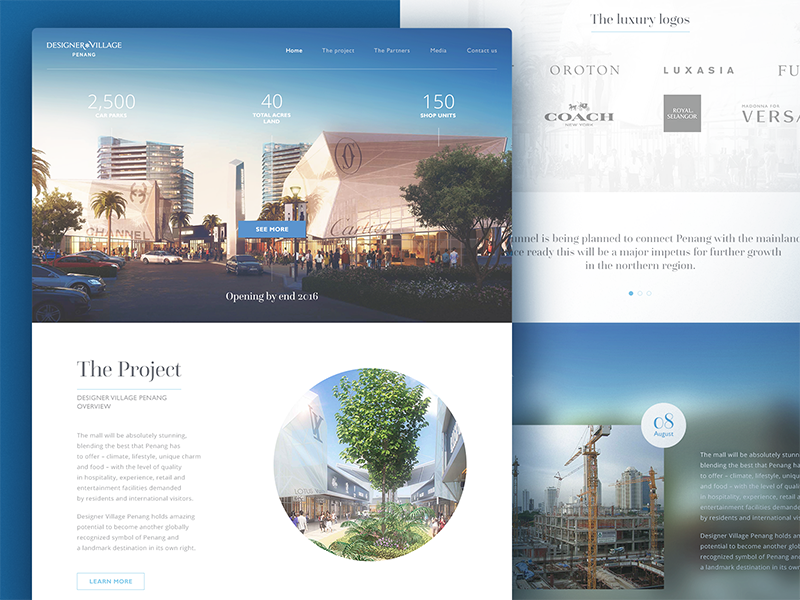 DESIGNER VILLAGE
PENANG
Home
The project
The Partners
Media
Contact us
2,500
CAR PARKS
40
TOTAL ACRES
LAND
150
SHOP UNITS
CHANNEL
Cartier
SEE MORE
Opening by end 2016
The Project
DESIGNER VILLAGE PENANG
OVERVIEW
The mall will be absolutely stunning,
blending the best that Penang has
to offer – climate, lifestyle, unique charm
and food – with the level of quality
in hospitality, experience, retail and
entertainment facilities demanded
by residents and international visitors.
Designer Village Penang holds amazing
potential to become another globally
recognized symbol of Penang and
a landmark destination in its own right.
LEARN MORE
LOTUS
The luxury logos
OROTON
LUXASIA
FU
COACH
NEW YORK
ROYAL
SELANGOR
MADONNA FOR
VERSA
nnel is being planned to connect Penang with the mainland
ce ready this will be a major impetus for further growth
in the northern region.
08
August
The mall will be absolutely stunn
blending the best that Penang ha
to offer – climate, lifestyle, uniqu
and food – with the level of quali
in hospitality, experience, retail a
entertainment facilities demande
by residents and international vis
Designer Village Penang holds an
potential to become another glob
recognized symbol of Penang an
a landmark destination in its own